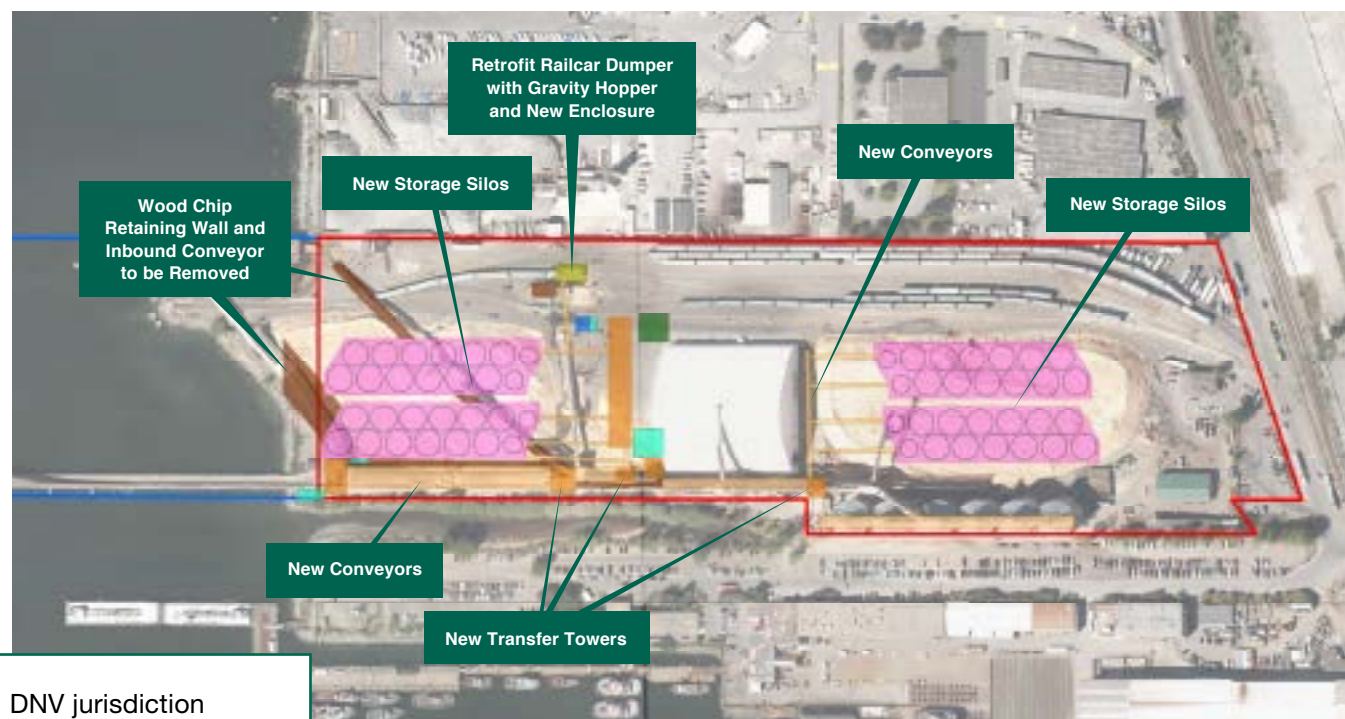 Retrofit Railcar Dumper
with Gravity Hopper
and New Enclosure
New Conveyors
New Storage Silos
New Storage Silos
Wood Chip
Retaining Wall and
Inbound Conveyor
to be Removed
New Conveyors
New Transfer Towers
DNV jurisdiction